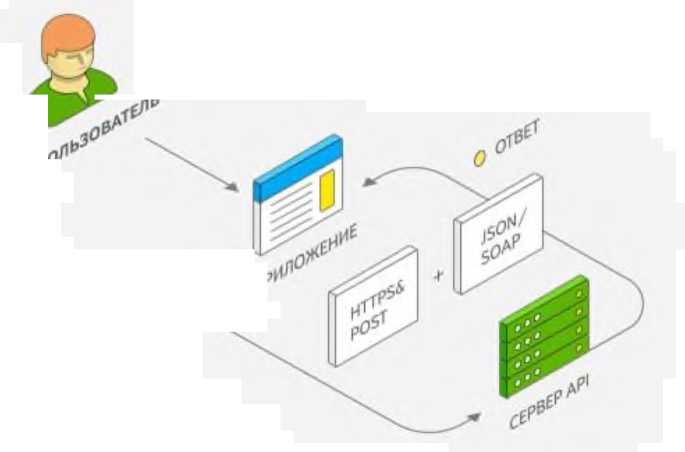 ОЛЬЗОВАТЕЛЬ
ОТВЕТ
JSON/
SOAP
РИЛОЖЕНИЕ
+
HTTPS&
POST
СЕРВЕР API